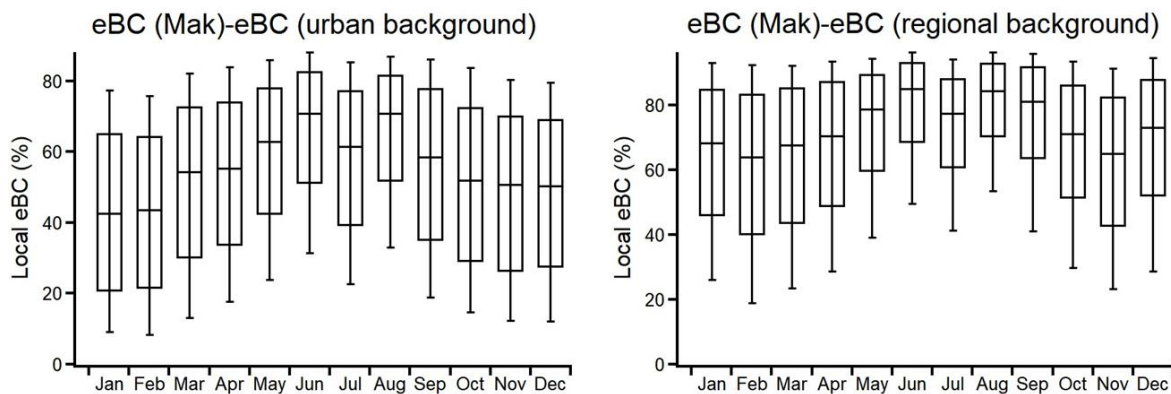 eBC (Mak)-eBC (urban background)
Local eBC (%)
80
60
40
20
0
Jan Feb Mar Apr May Jun Jul Aug Sep Oct Nov Dec
eBC (Mak)-eBC (regional background)
Local eBC (%)
80
60
40
20
0
Jan Feb Mar Apr May Jun Jul Aug Sep Oct Nov Dec